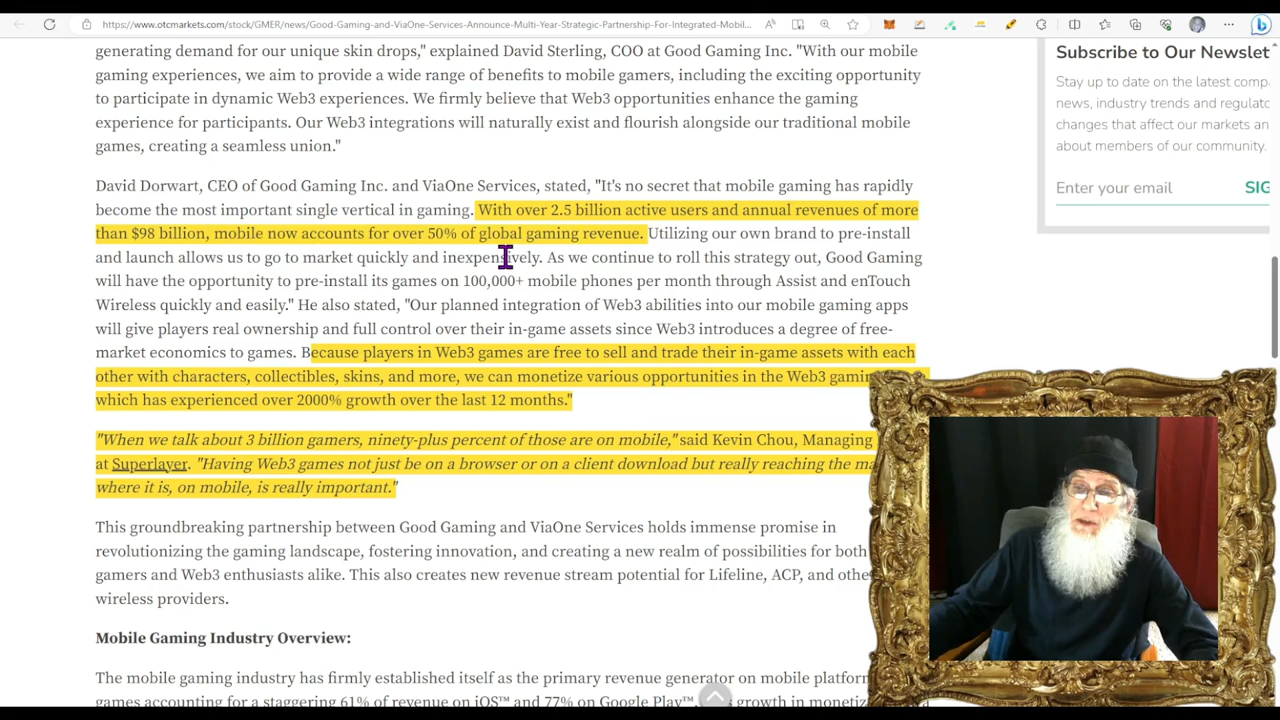 https://www.otcmarkets.com/stock/GMER/news/Good-Gaming-and-ViaOne-Services-Announce-Multi-Year-Strategic-Partnership-For-Integrated-Mobil...
generating demand for our unique skin drops," explained David Sterling, COO at Good Gaming Inc. "With our mobile
gaming experiences, we aim to provide a wide range of benefits to mobile gamers, including the exciting opportunity
to participate in dynamic Web3 experiences. We firmly believe that Web3 opportunities enhance the gaming
experience for participants. Our Web3 integrations will naturally exist and flourish alongside our traditional mobile
games, creating a seamless union."
David Dorwart, CEO of Good Gaming Inc. and ViaOne Services, stated, "It's no secret that mobile gaming has rapidly
become the most important single vertical in gaming. With over 2.5 billion active users and annual revenues of more
than $98 billion, mobile now accounts for over 50% of global gaming revenue. Utilizing our own brand to pre-install
and launch allows us to go to market quickly and inexpensively. As we continue to roll this strategy out, Good Gaming
will have the opportunity to pre-install its games on 100,000+ mobile phones per month through Assist and enTouch
Wireless quickly and easily." He also stated, "Our planned integration of Web3 abilities into our mobile gaming apps
will give players real ownership and full control over their in-game assets since Web3 introduces a degree of free-
market economics to games. Because players in Web3 games are free to sell and trade their in-game assets with each
other with characters, collectibles, skins, and more, we can monetize various opportunities in the Web3 gamin
which has experienced over 2000% growth over the last 12 months."
"When we talk about 3 billion gamers, ninety-plus percent of those are on mobile," said Kevin Chou, Managing
at Superlayer. "Having Web3 games not just be on a browser or on a client download but really reaching the ma
where it is, on mobile, is really important."
This groundbreaking partnership between Good Gaming and ViaOne Services holds immense promise in
revolutionizing the gaming landscape, fostering innovation, and creating a new realm of possibilities for both
gamers and Web3 enthusiasts alike. This also creates new revenue stream potential for Lifeline, ACP, and othe
wireless providers.
Mobile Gaming Industry Overview:
The mobile gaming industry has firmly established itself as the primary revenue generator on mobile platform
games accounting for a staggering 61% of revenue on iOS™ and 77% on Google Play™. growth in monetiz
Subscribe to Our Newslet
Stay up to date on the latest comp
news, industry trends and regulato
changes that affect our markets an
about members of our community.
Enter your email SIG